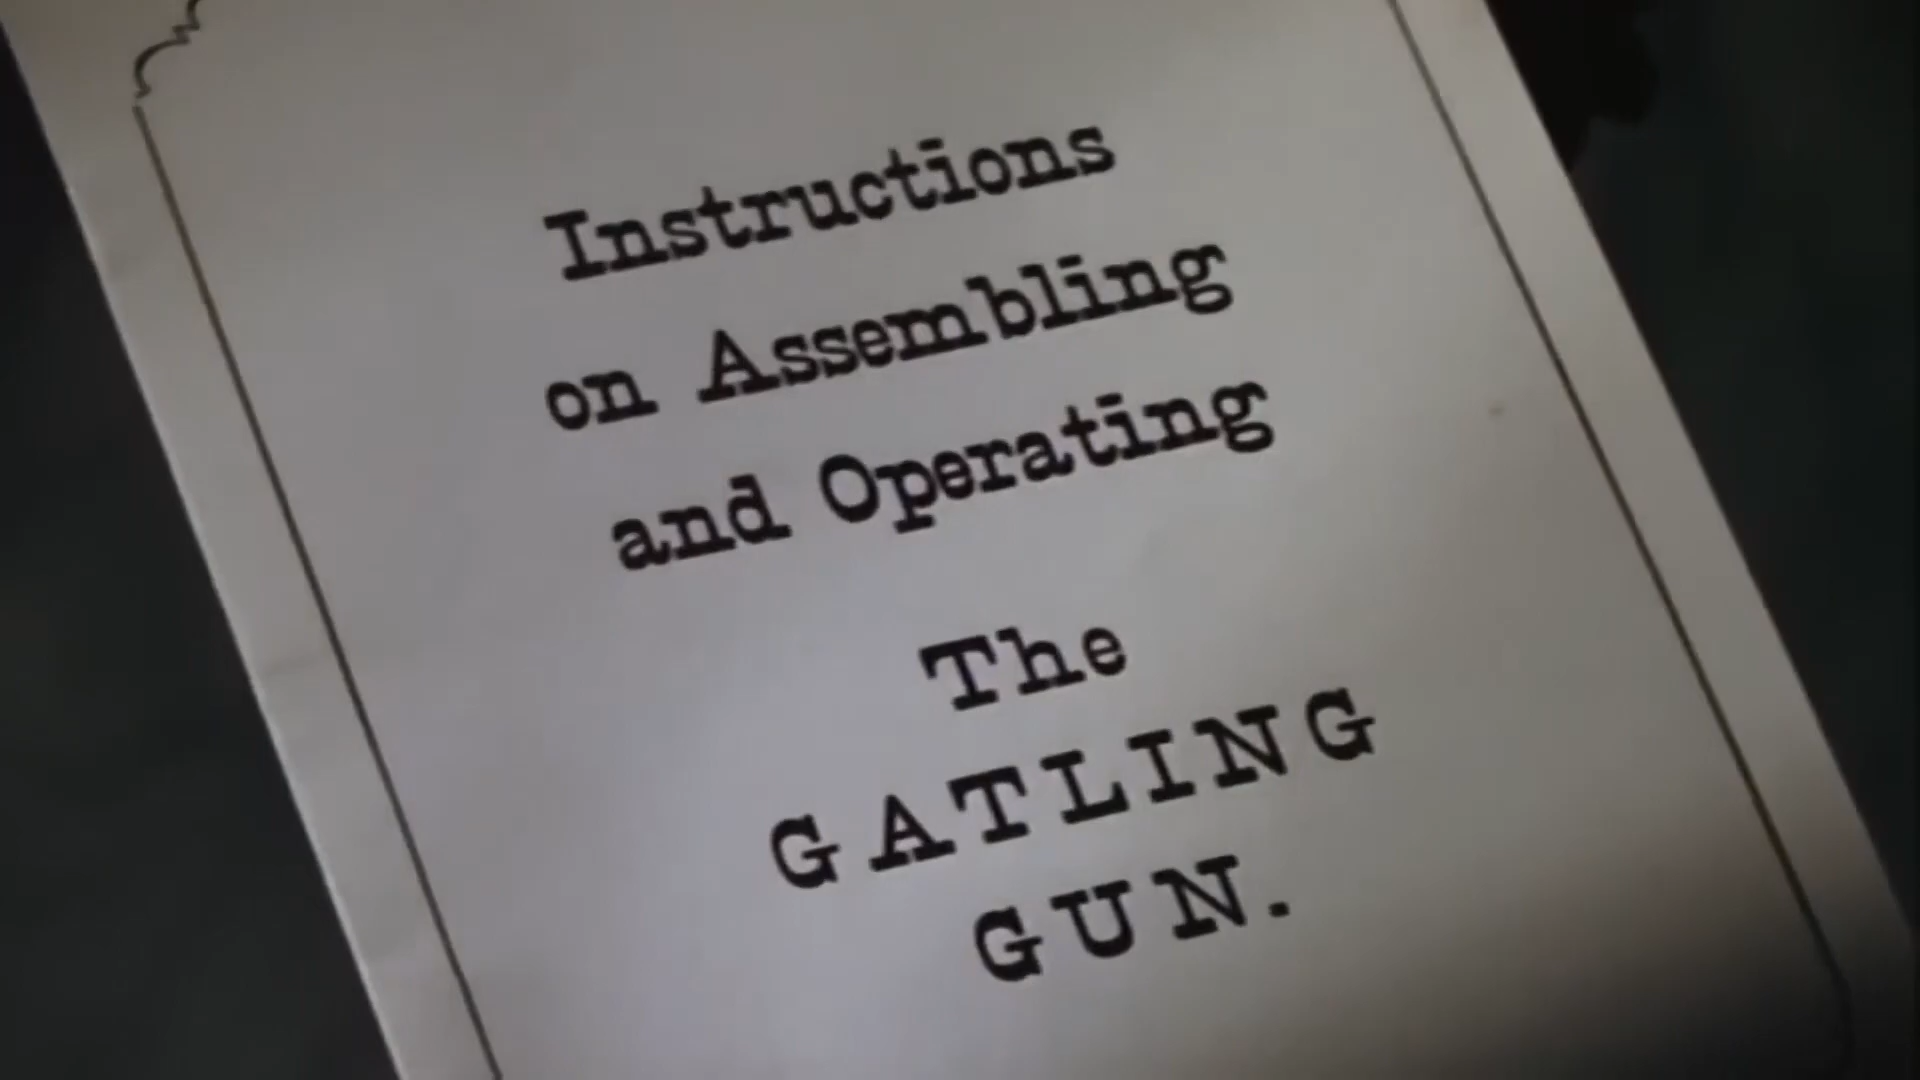 Instructions
on Assembling
and Operating
The
GATLING
GUN.